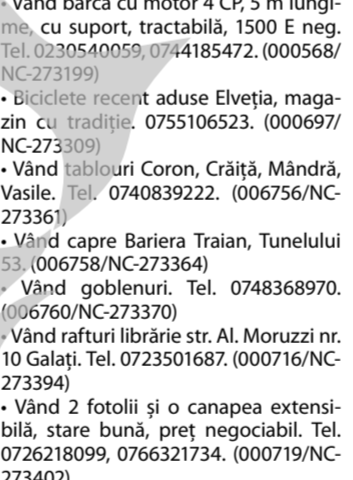 • Vând barcă cu motor 4 CP, 5 m lungi-
me, cu suport, tractabilă, 1500 E neg.
Tel. 0230540059, 0744185472. (000568/
NC-273199)
• Biciclete recent aduse Elveția, maga-
zin cu tradiție. 0755106523. (000697/
NC-273309)
• Vând tablouri Coron, Crăiță, Mândră,
Vasile. Tel. 0740839222. (006756/NC-
273361)
• Vând capre Bariera Traian, Tunelului
53. (006758/NC-273364)
• Vând goblenuri. Tel. 0748368970.
(006760/NC-273370)
• Vând rafturi librărie str. Al. Moruzzi nr.
10 Galați. Tel. 0723501687. (000716/NC-
273394)
• Vând 2 fotolii și o canapea extensi-
bilă, stare bună, preț negociabil. Tel.
0726218099, 0766321734. (000719/NC-
273402)